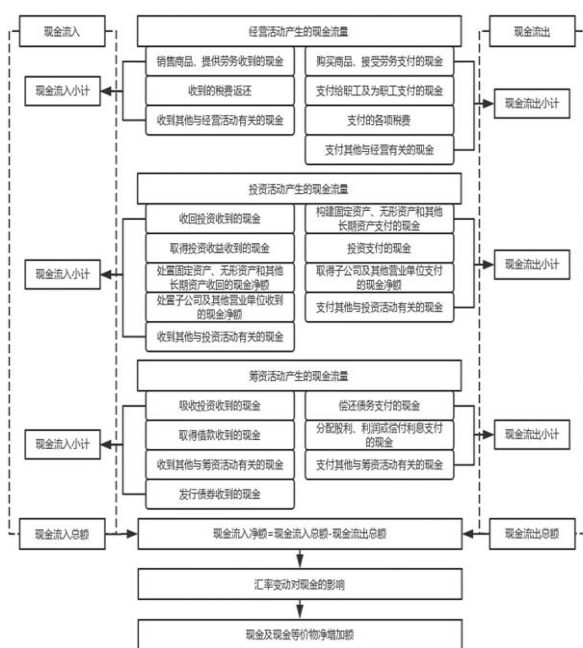 现金流入
经营活动产生的现金流量
现金流出
销售商品、提供劳务收到的现金
购买商品、接受劳务支付的现金
现金流入小计
收到的税费返还
支付给职工及为职工支付的现金
现金流出小计
收到其他与经营活动有关的现金
支付的各项税费
支付其他与经营有关的现金
投资活动产生的现金流量
收回投资收到的现金
构建固定资产、无形资产和其他
长期资产支付的现金
取得投资收益收到的现金
投资支付的现金
现金流入小计
处置固定资产、无形资产和其他
长期资产收回的现金净额
取得子公司及其他营业单位支付
的现金净额
现金流出小计
处置子公司及其他营业单位收到
的现金净额
支付其他与投资活动有关的现金
收到其他与投资活动有关的现金
筹资活动产生的现金流量
吸收投资收到的现金
偿还债务支付的现金
现金流入小计
取得借款收到的现金
分配股利、利润或偿付利息支付
的现金
现金流出小计
收到其他与筹资活动有关的现金
支付其他与筹资活动有关的现金
发行债券收到的现金
现金流入总额
现金流入净额=现金流入总额-现金流出总额
现金流出总额
汇率变动对现金的影响
现金及现金等价物净增加额